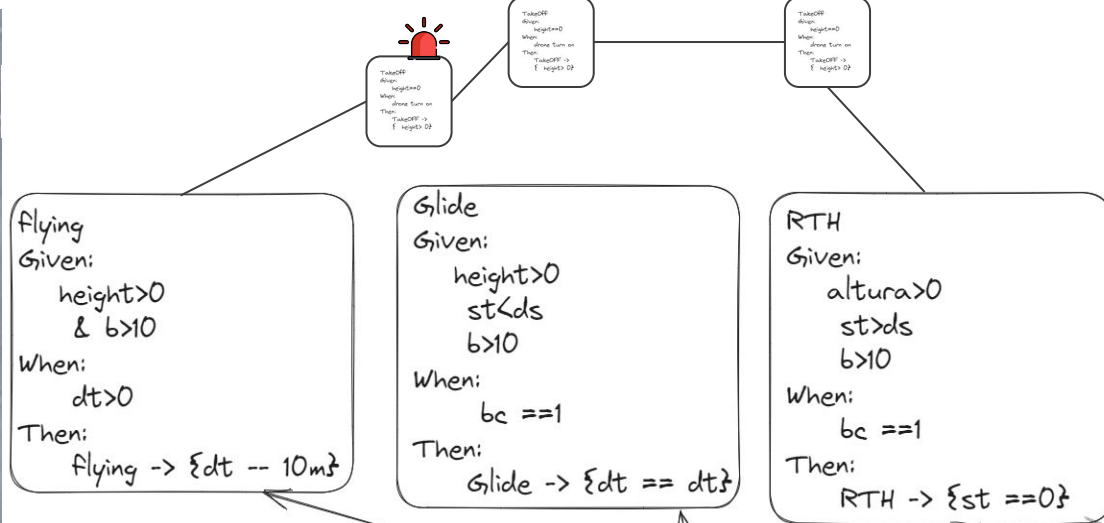 TakeOff
Given:
height==0
When:
drone turn on
Then:
TakeOFF ->
{ height> 0}
TakeOff
Given:
height==0
When:
drone turn on
Then:
TakeOFF ->
{ height> 0}
TakeOff
Given:
height==0
When:
drone turn on
Then:
TakeOFF ->
{ height> 0}
flying
Given:
height>0
& b>10
When:
dt>0
Then:
flying -> {dt -- 10m}
Glide
Given:
height>0
st<ds
b>10
When:
bc ==1
Then:
Glide -> {dt == dt}
RTH
Given:
altura>0
st>ds
b>10
When:
bc ==1
Then:
RTH -> {st ==0}